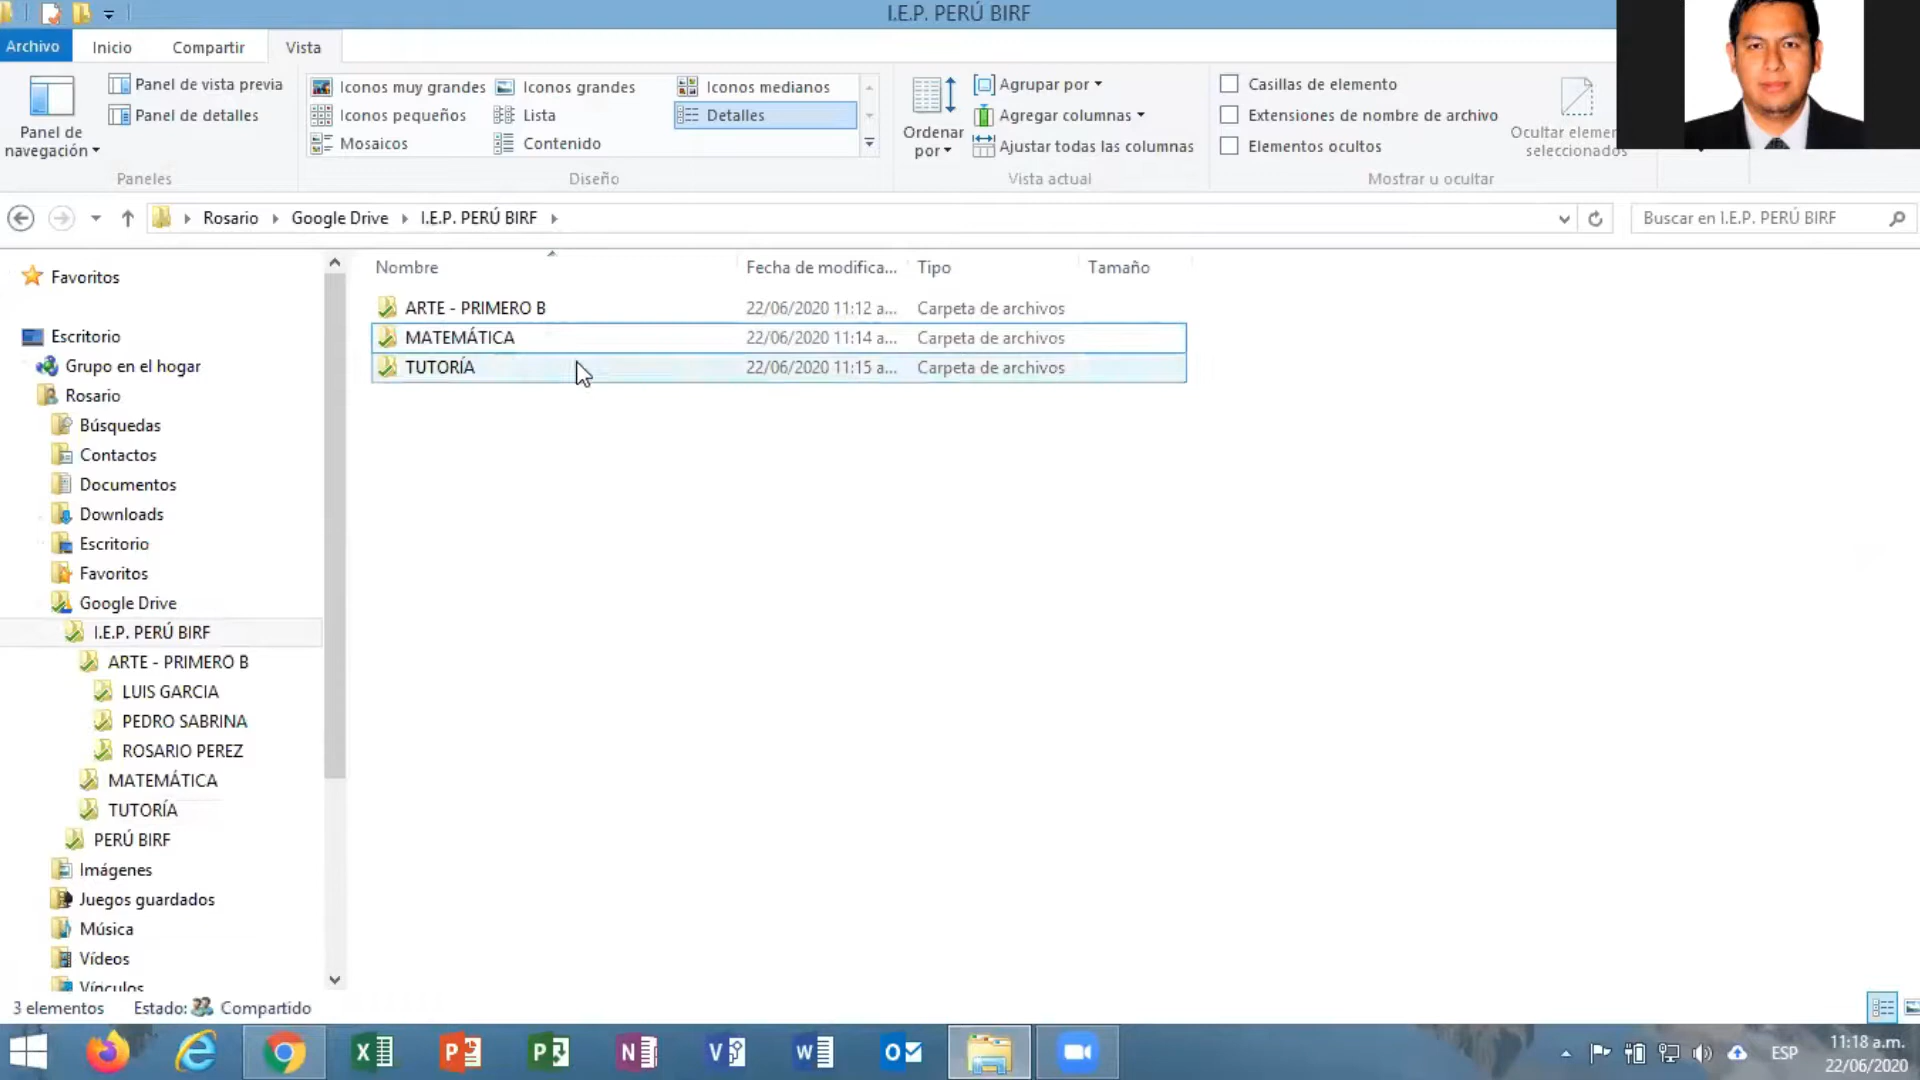 I.E.P. PERÚ BIRF
Archivo Inicio Compartir Vista
Panel de navegación
Panel de vista previa
Panel de detalles
Paneles
Iconos muy grandes Iconos grandes Iconos medianos
Iconos pequeños Lista Detalles
Mosaicos Contenido
Diseño
Ordenar por
Agrupar por
Agregar columnas
Ajustar todas las columnas
Vista actual
Casillas de elemento
Extensiones de nombre de archivo
Elementos ocultos
Ocultar eleme
seleccionados
Mostrar u ocultar
Rosario Google Drive I.E.P. PERÚ BIRF
Buscar en I.E.P. PERÚ BIRF
Favoritos
Escritorio
Grupo en el hogar
Rosario
Búsquedas
Contactos
Documentos
Downloads
Escritorio
Favoritos
Google Drive
I.E.P. PERÚ BIRF
ARTE - PRIMERO B
LUIS GARCIA
PEDRO SABRINA
ROSARIO PEREZ
MATEMÁTICA
TUTORÍA
PERÚ BIRF
Imágenes
Juegos guardados
Música
Vídeos
Vínculos
Nombre Fecha de modifica... Tipo Tamaño
ARTE - PRIMERO B 22/06/2020 11:12 a... Carpeta de archivos
MATEMÁTICA 22/06/2020 11:14 a... Carpeta de archivos
TUTORÍA 22/06/2020 11:15 a... Carpeta de archivos
3 elementos Estado: Compartido
ESP
11:18 a.m.
22/06/2020